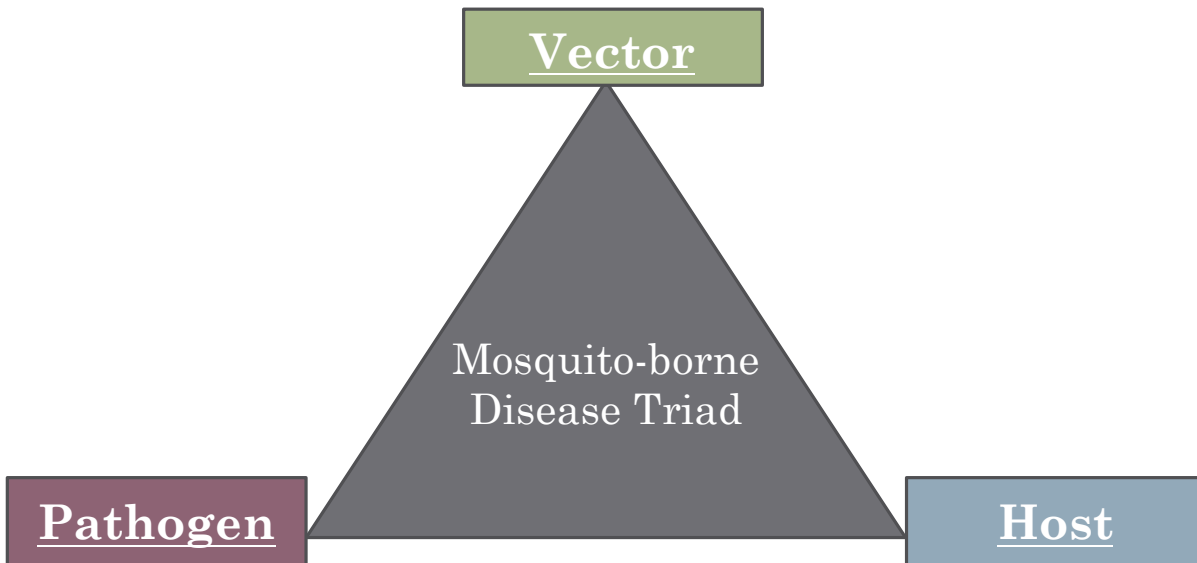 Vector
Mosquito-borne
Disease Triad
Pathogen
Host